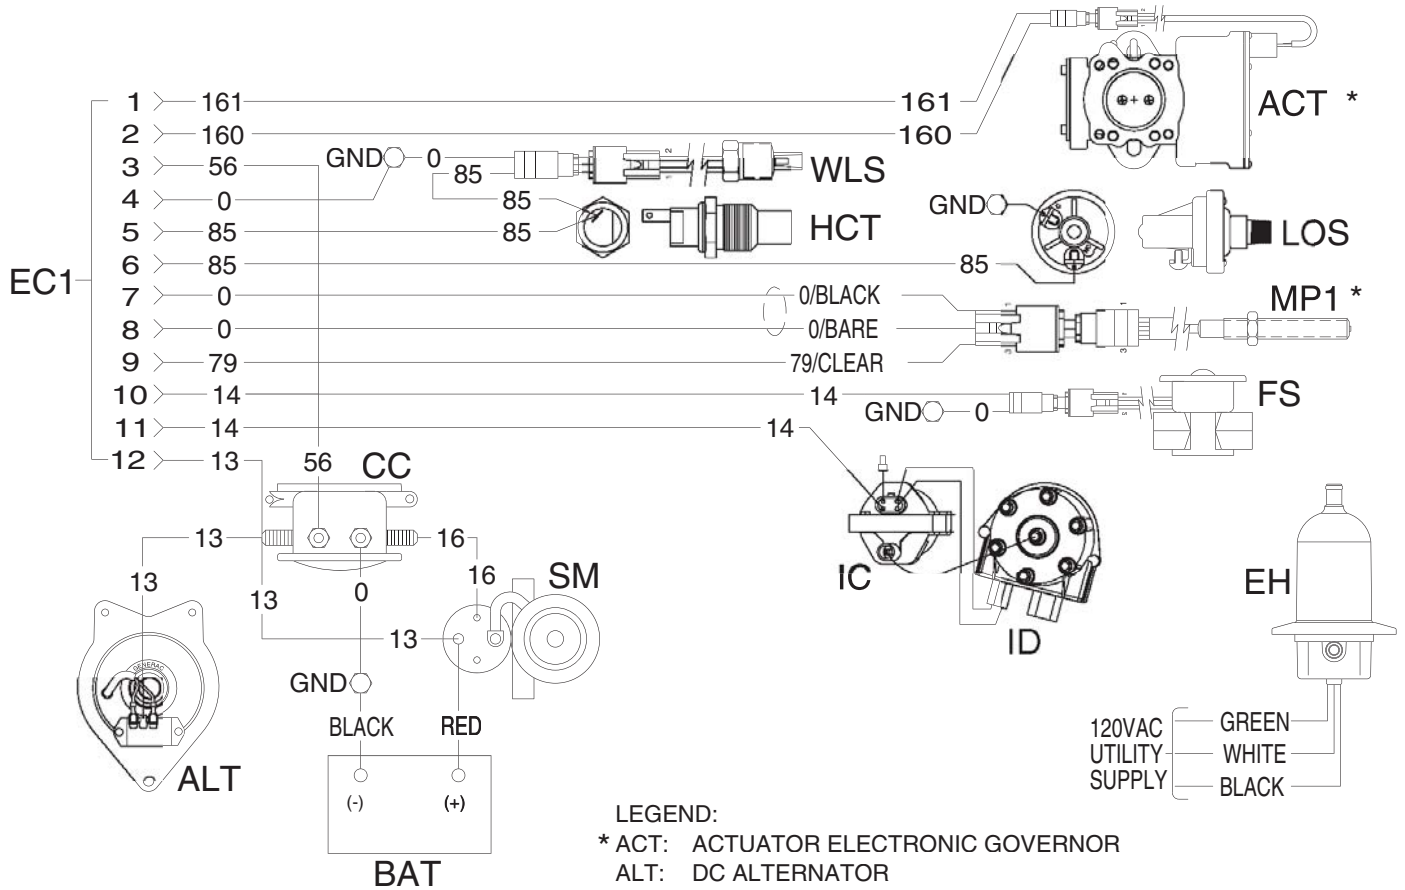 1 161 161 ACT *
2 160 160
3 56 GND 0 WLS
85
4 0 85
5 85 85 HCT GND LOS
6 85 85
EC1
7 0 0/BLACK MP1 *
8 0 0/BARE
9 79 79/CLEAR
10 14 14 FS
GND 0
11 14 14
12 13 56 CC
13 16
13 16 SM IC EH
13 0
13 ID
GND
GENERAC
BLACK RED
120VAC UTILITY SUPPLY
GREEN
WHITE
BLACK
ALT
(-) (+)
BAT
LEGEND:
* ACT: ACTUATOR ELECTRONIC GOVERNOR
ALT: DC ALTERNATOR